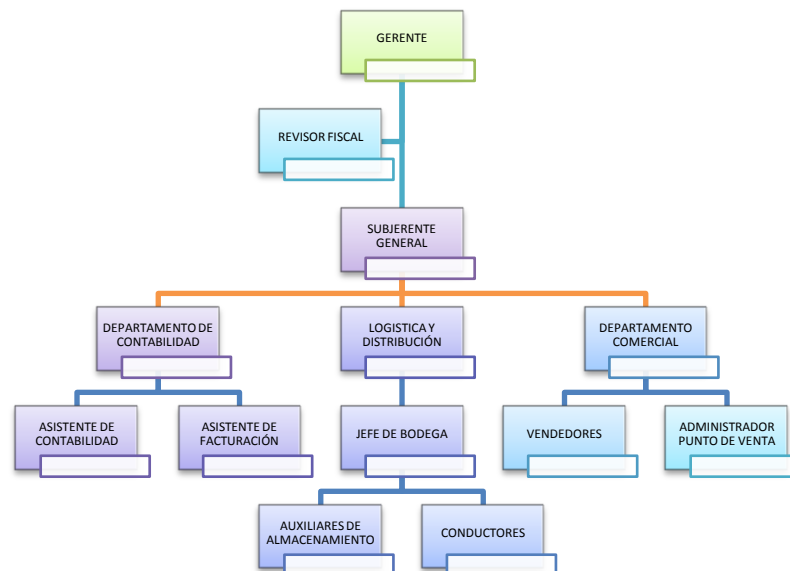 GERENTE
REVISOR FISCAL
SUBJERENTE
GENERAL
DEPARTAMENTO DE
CONTABILIDAD
LOGISTICA Y
DISTRIBUCIÓN
DEPARTAMENTO
COMERCIAL
ASISTENTE DE
CONTABILIDAD
ASISTENTE DE
FACTURACIÓN
JEFE DE BODEGA
VENDEDORES
ADMINISTRADOR
PUNTO DE VENTA
AUXILIARES DE
ALMACENAMIENTO
CONDUCTORES